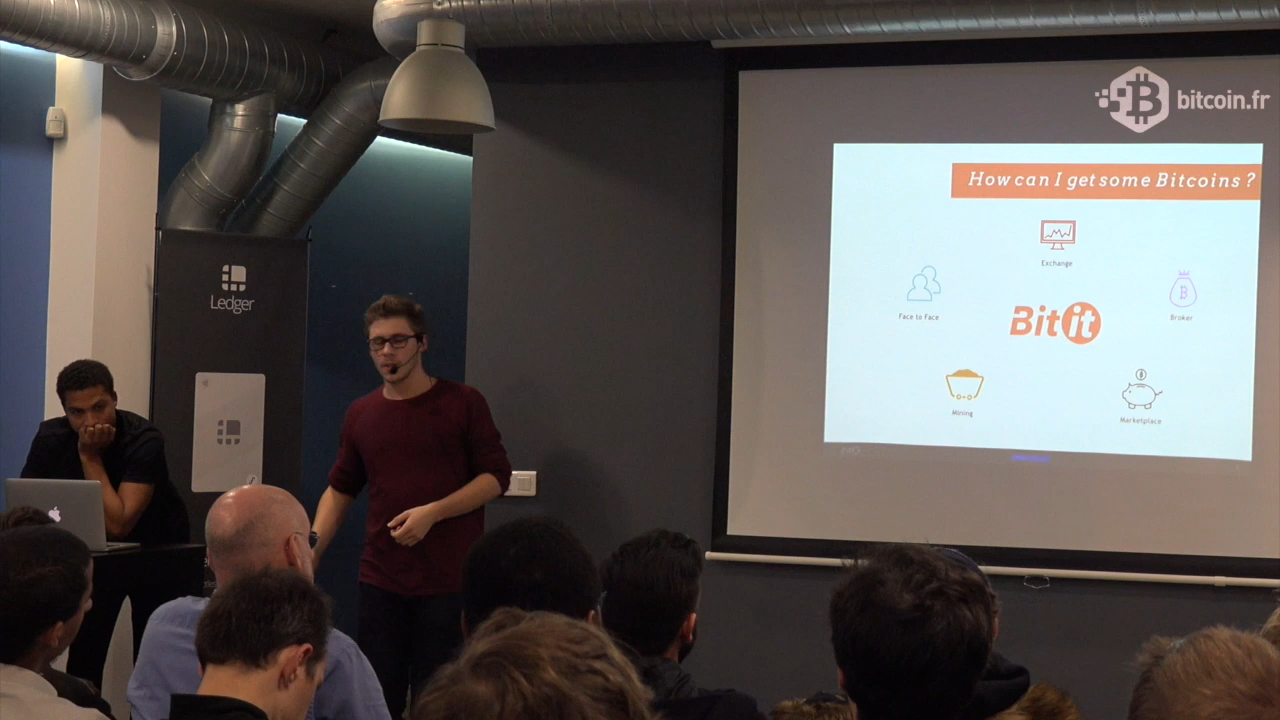 bitcoin.fr
How can I get some Bitcoins ?
Exchange
Face to Face
Broker
Bitit
Mining
Marketplace
Ledger